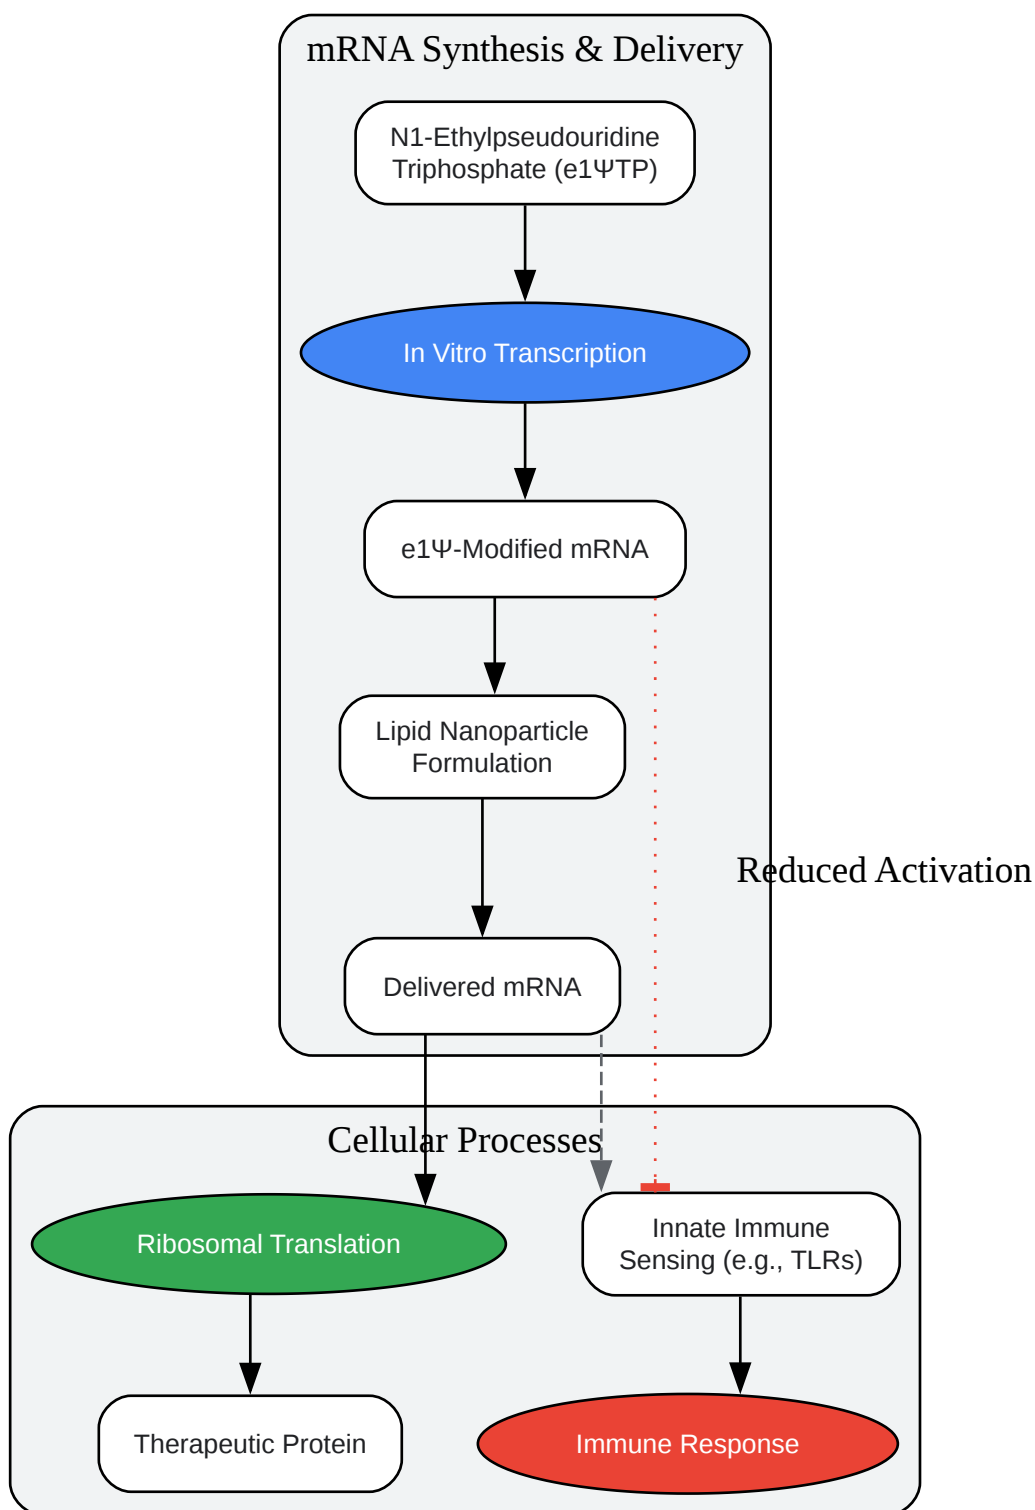 mRNA Synthesis & Delivery
N1-Ethylpseudouridine
Triphosphate (e1ΨTP)
In Vitro Transcription
e1Ψ-Modified mRNA
Lipid Nanoparticle
Formulation
Reduced Activation
Delivered mRNA
Cellular Processes
Ribosomal Translation
Innate Immune
Sensing (e.g., TLRs)
Therapeutic Protein
Immune Response